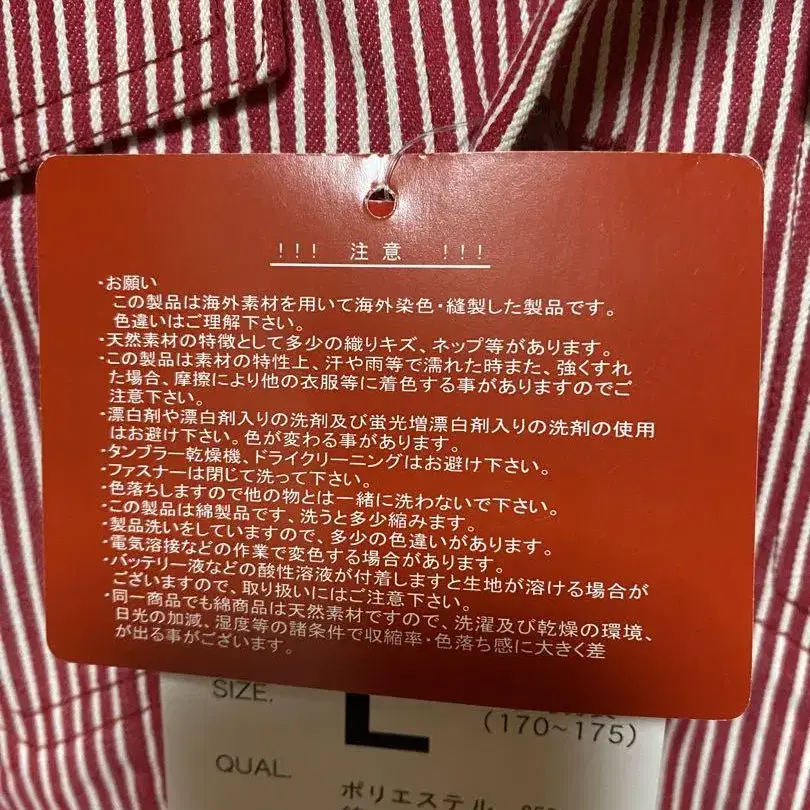 !!! 注意 !!!
・お願い
この製品は海外素材を用いて海外染色・縫製した製品です。
色違いはご理解下さい。
・天然素材の特徴として多少の織りキズ、ネップ等があります。
・この製品は素材の特性上、汗や雨等で濡れた時また、強くすれ
た場合、摩擦により他の衣服等に着色する事がありますのでご
注意下さい。
・漂白剤や漂白剤入りの洗剤及び蛍光増漂白剤入りの洗剤の使用
はお避け下さい。色が変わる事があります。
・タンブラー乾燥機、ドライクリーニングはお避け下さい。
・ファスナーは閉じて洗って下さい。
・色落ちしますので他の物とは一緒に洗わないで下さい。
・この製品は綿製品です、洗うと多少縮みます。
・製品洗いをしていますので、多少の色違いがあります。
・電気溶接などの作業で変色する場合があります。
・バッテリー液などの酸性溶液が付着しますと生地が溶ける場合が
ございますので、取り扱いにはご注意下さい。
・同一商品でも綿商品は天然素材ですので、洗濯及び乾燥の環境、
日光の加減、湿度等の諸条件で収縮率・色落ち感に大きく差
が出る事がございます。
SIZE. L
(170~175)
QUAL.
ポリエステル